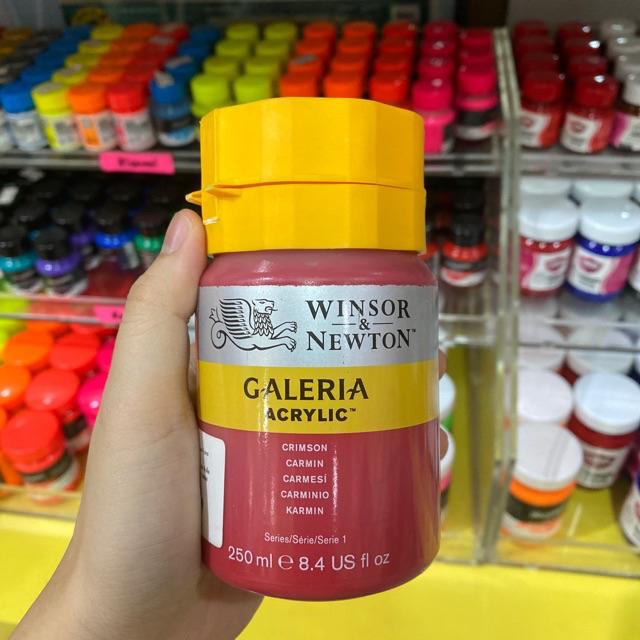 WINSOR
&
NEWTON™
GALERIA
ACRYLIC™
CRIMSON
CARMIN
CARMESÍ
CARMINIO
KARMIN
Series/Série/Serie 1
250 ml ℮ 8.4 US fl oz